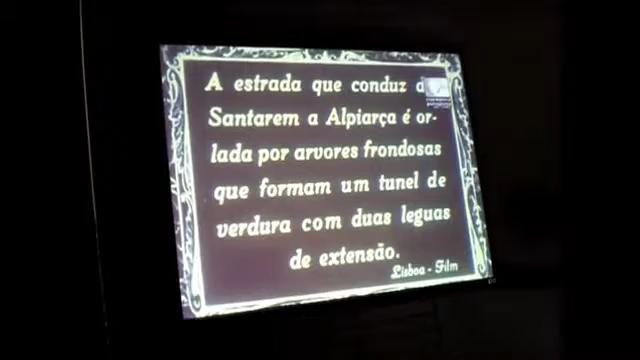 A estrada que conduz
Santarem a Alpiarça é or-
lada por arvores frondosas
que formam um tunel de
verdura com duas leguas
de extensão.
Lisboa - Film